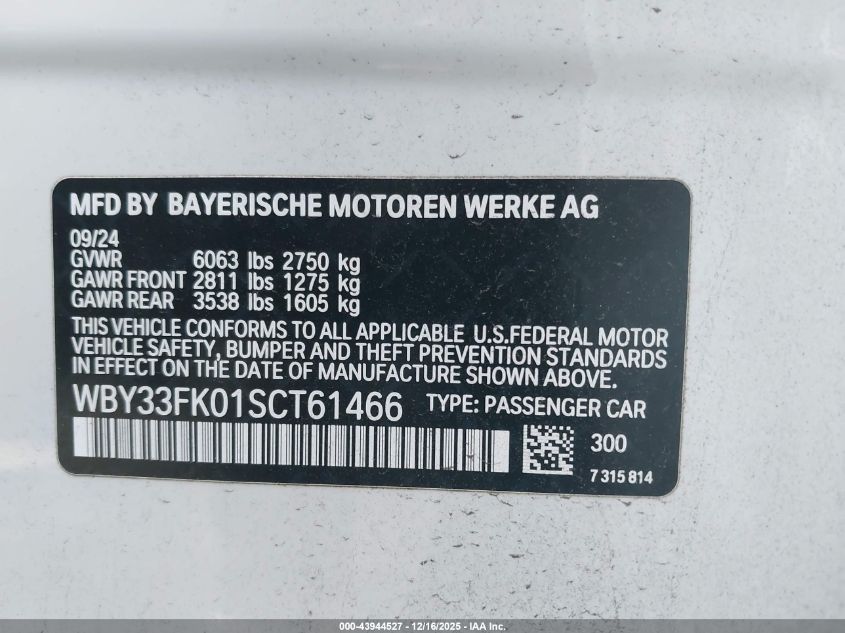 MFD BY BAYERISCHE MOTOREN WERKE AG
09/24
GVWR 6063 lbs 2750 kg
GAWR FRONT 2811 lbs 1275 kg
GAWR REAR 3538 lbs 1605 kg
THIS VEHICLE CONFORMS TO ALL APPLICABLE U.S.FEDERAL MOTOR
VEHICLE SAFETY, BUMPER AND THEFT PREVENTION STANDARDS
IN EFFECT ON THE DATE OF MANUFACTURE SHOWN ABOVE.
WBY33FK01SCT61466 TYPE: PASSENGER CAR
300
7 315 814
000-43944527 - 12/16/2025 - IAA Inc.